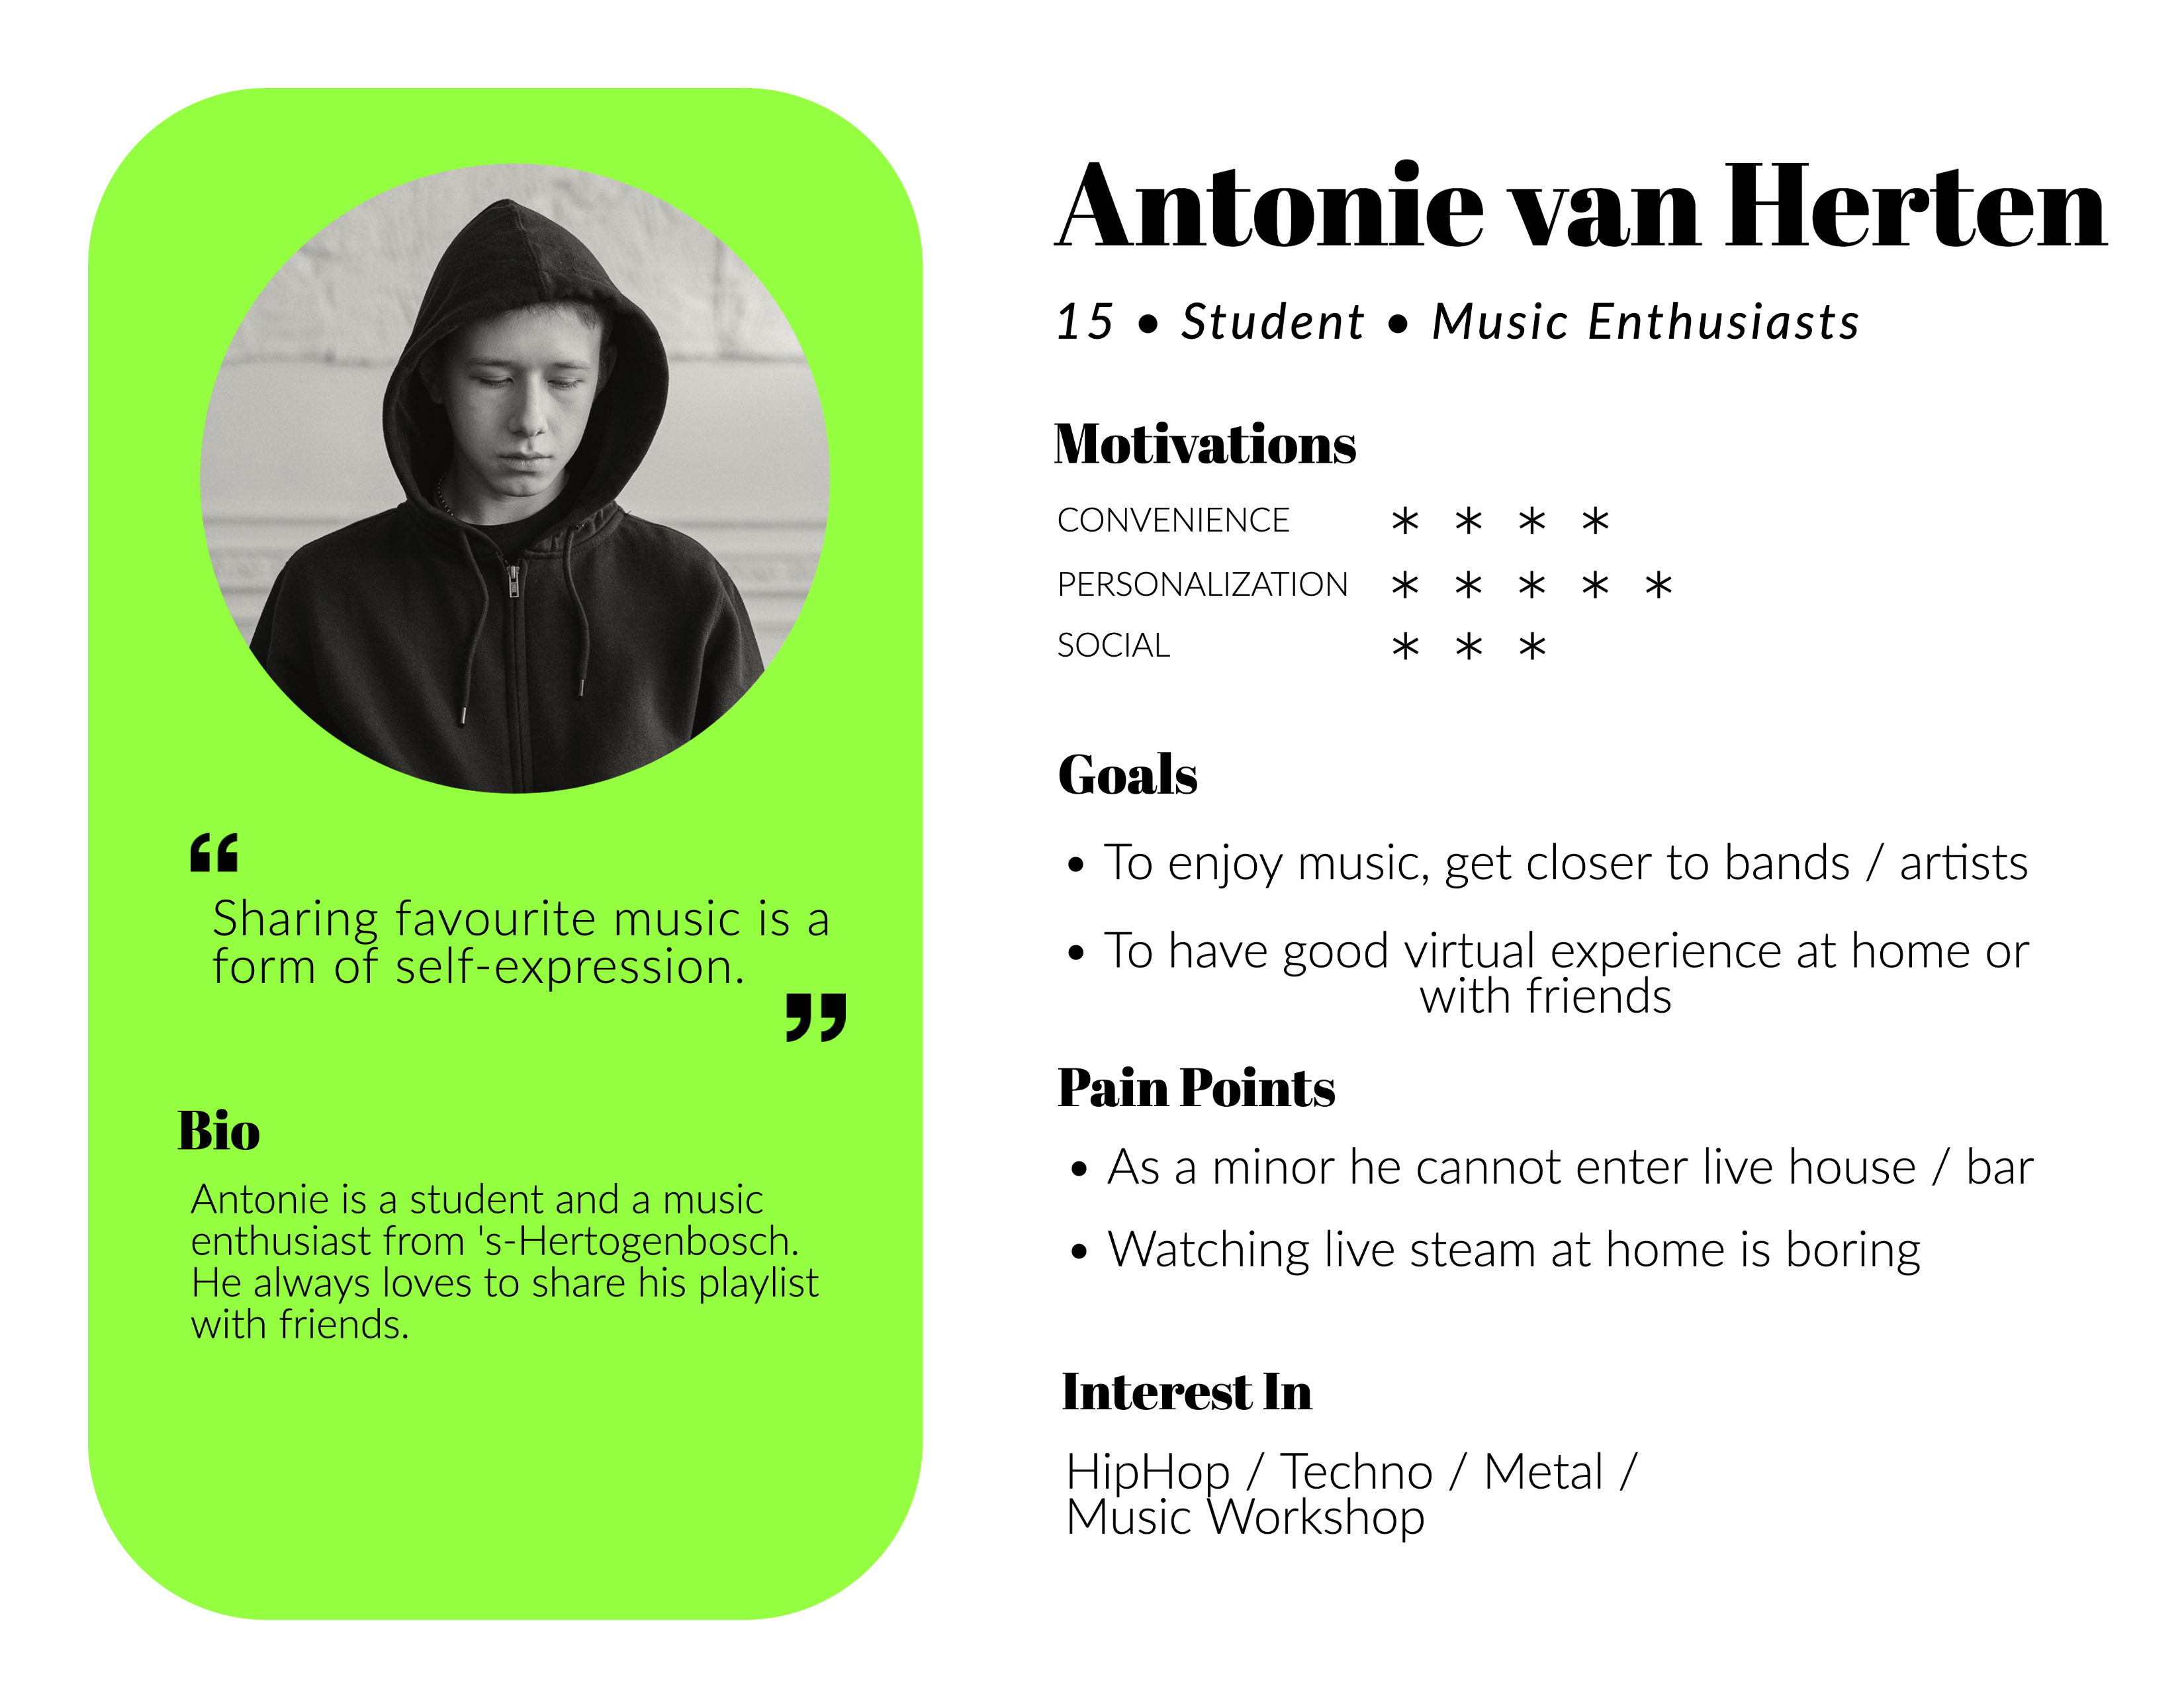 “
Sharing favourite music is a
form of self-expression.
”
Bio
Antonie is a student and a music
enthusiast from 's-Hertogenbosch.
He always loves to share his playlist
with friends.
Antonie van Herten
15 • Student • Music Enthusiasts
Motivations
CONVENIENCE * * * *
PERSONALIZATION * * * * *
SOCIAL * * *
Goals
• To enjoy music, get closer to bands / artists
• To have good virtual experience at home or
with friends
Pain Points
• As a minor he cannot enter live house / bar
• Watching live steam at home is boring
Interest In
HipHop / Techno / Metal /
Music Workshop